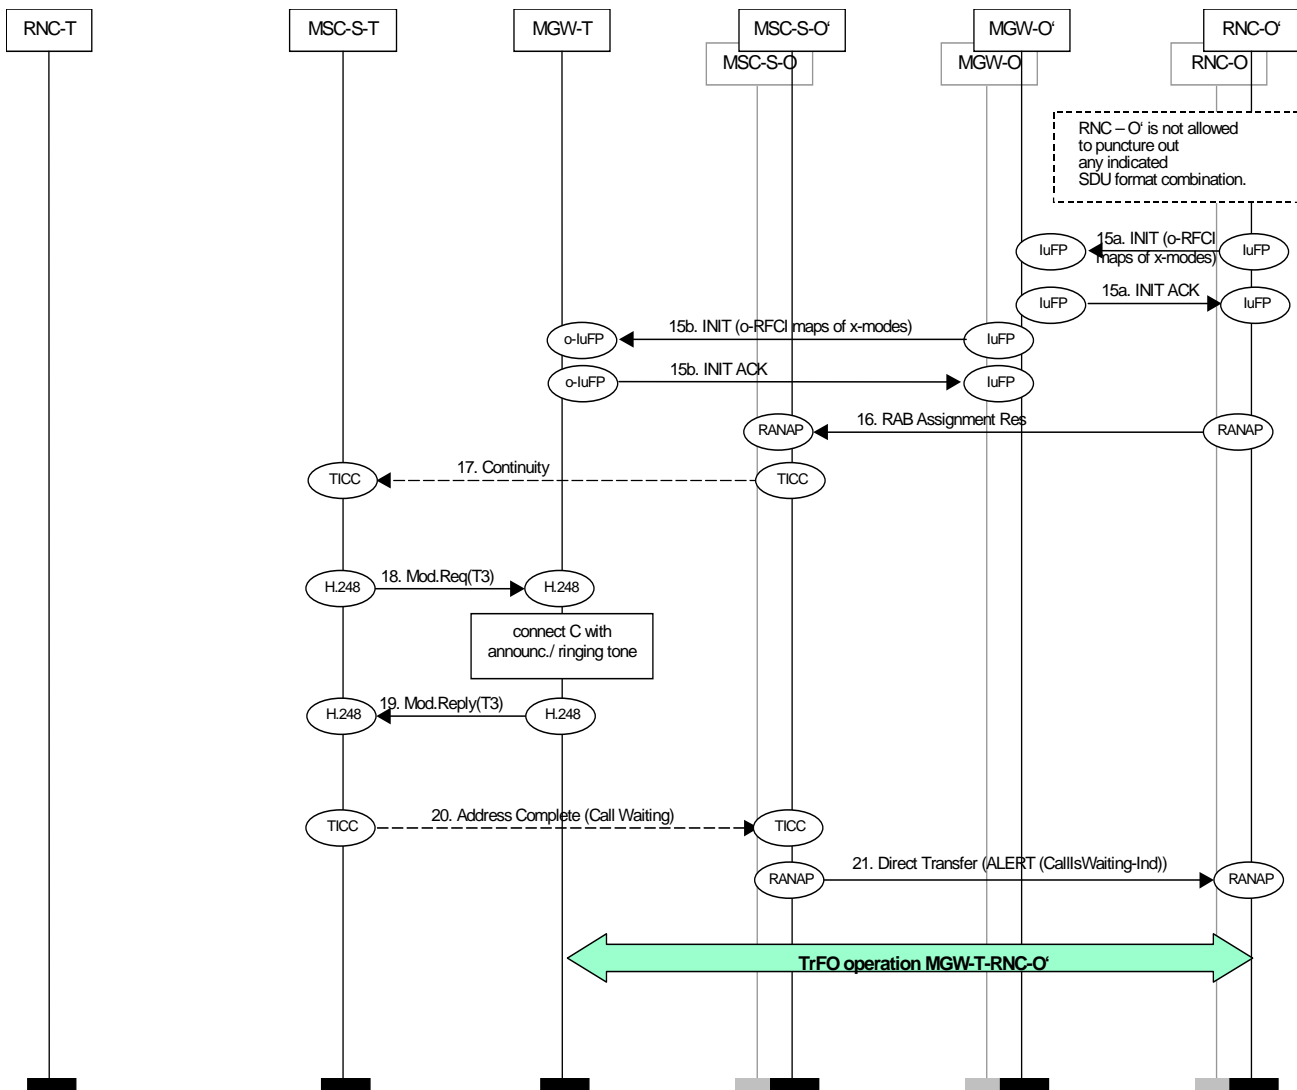 RNC-T
MSC-S-T
MGW-T
MSC-S-O‘
MGW-O‘
RNC-O‘
MSC-S-O
MGW-O
RNC-O
RNC – O‘ is not allowed
to puncture out
any indicated
SDU format combination.
IuFP
15a. INIT (o-RFCI
maps of x-modes)
IuFP
IuFP
15a. INIT ACK
IuFP
o-IuFP
15b. INIT (o-RFCI maps of x-modes)
IuFP
o-IuFP
15b. INIT ACK
IuFP
RANAP
16. RAB Assignment Res
RANAP
TICC
17. Continuity
TICC
H.248
18. Mod.Req(T3)
H.248
connect C with
announc./ ringing tone
H.248
19. Mod.Reply(T3)
H.248
TICC
20. Address Complete (Call Waiting)
TICC
RANAP
21. Direct Transfer (ALERT (CallIsWaiting-Ind))
RANAP
TrFO operation MGW-T-RNC-O‘